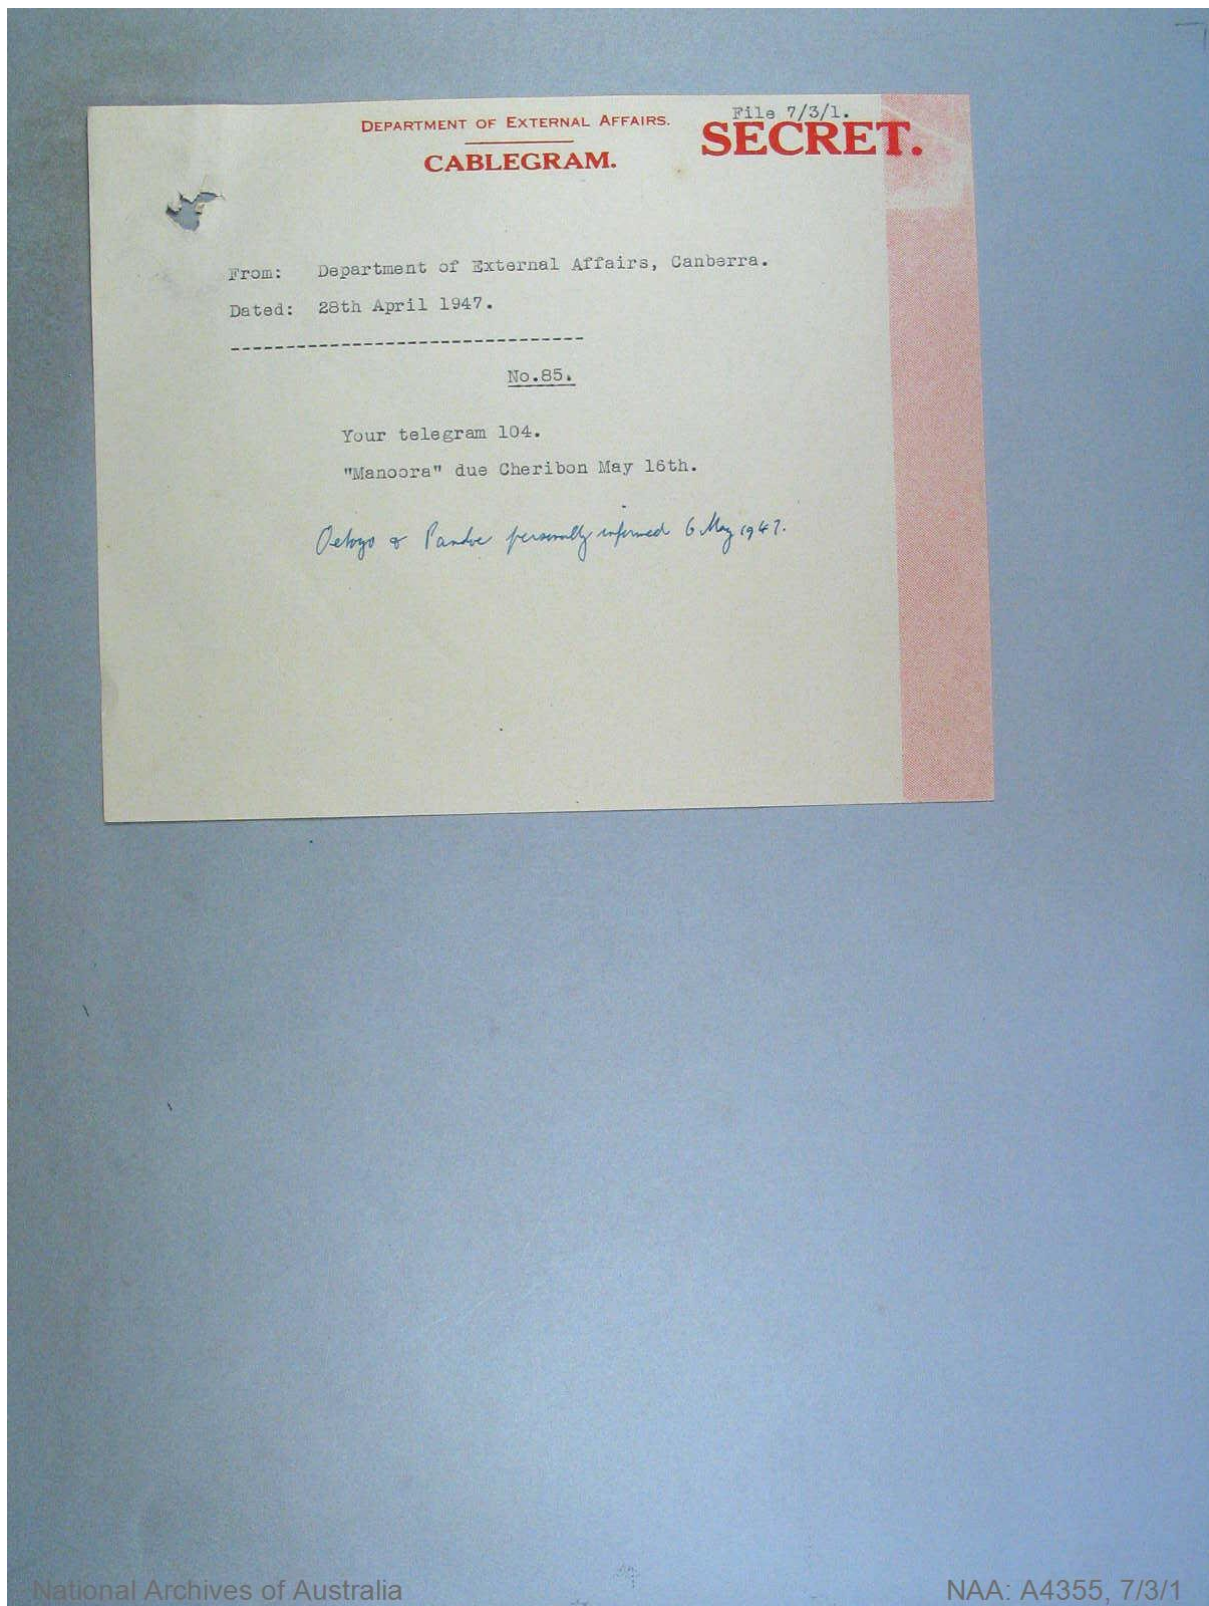 File 7/3/1.
DEPARTMENT OF EXTERNAL AFFAIRS.
SECRET.
CABLEGRAM.
From: Department of External Affairs, Canberra.
Dated: 28th April 1947.
--------------------------------
No.85.
Your telegram 104.
"Manoora" due Cheribon May 16th.
Oetoyo & Pandoe personally informed 6 May 1947.
National Archives of Australia
NAA: A4355, 7/3/1